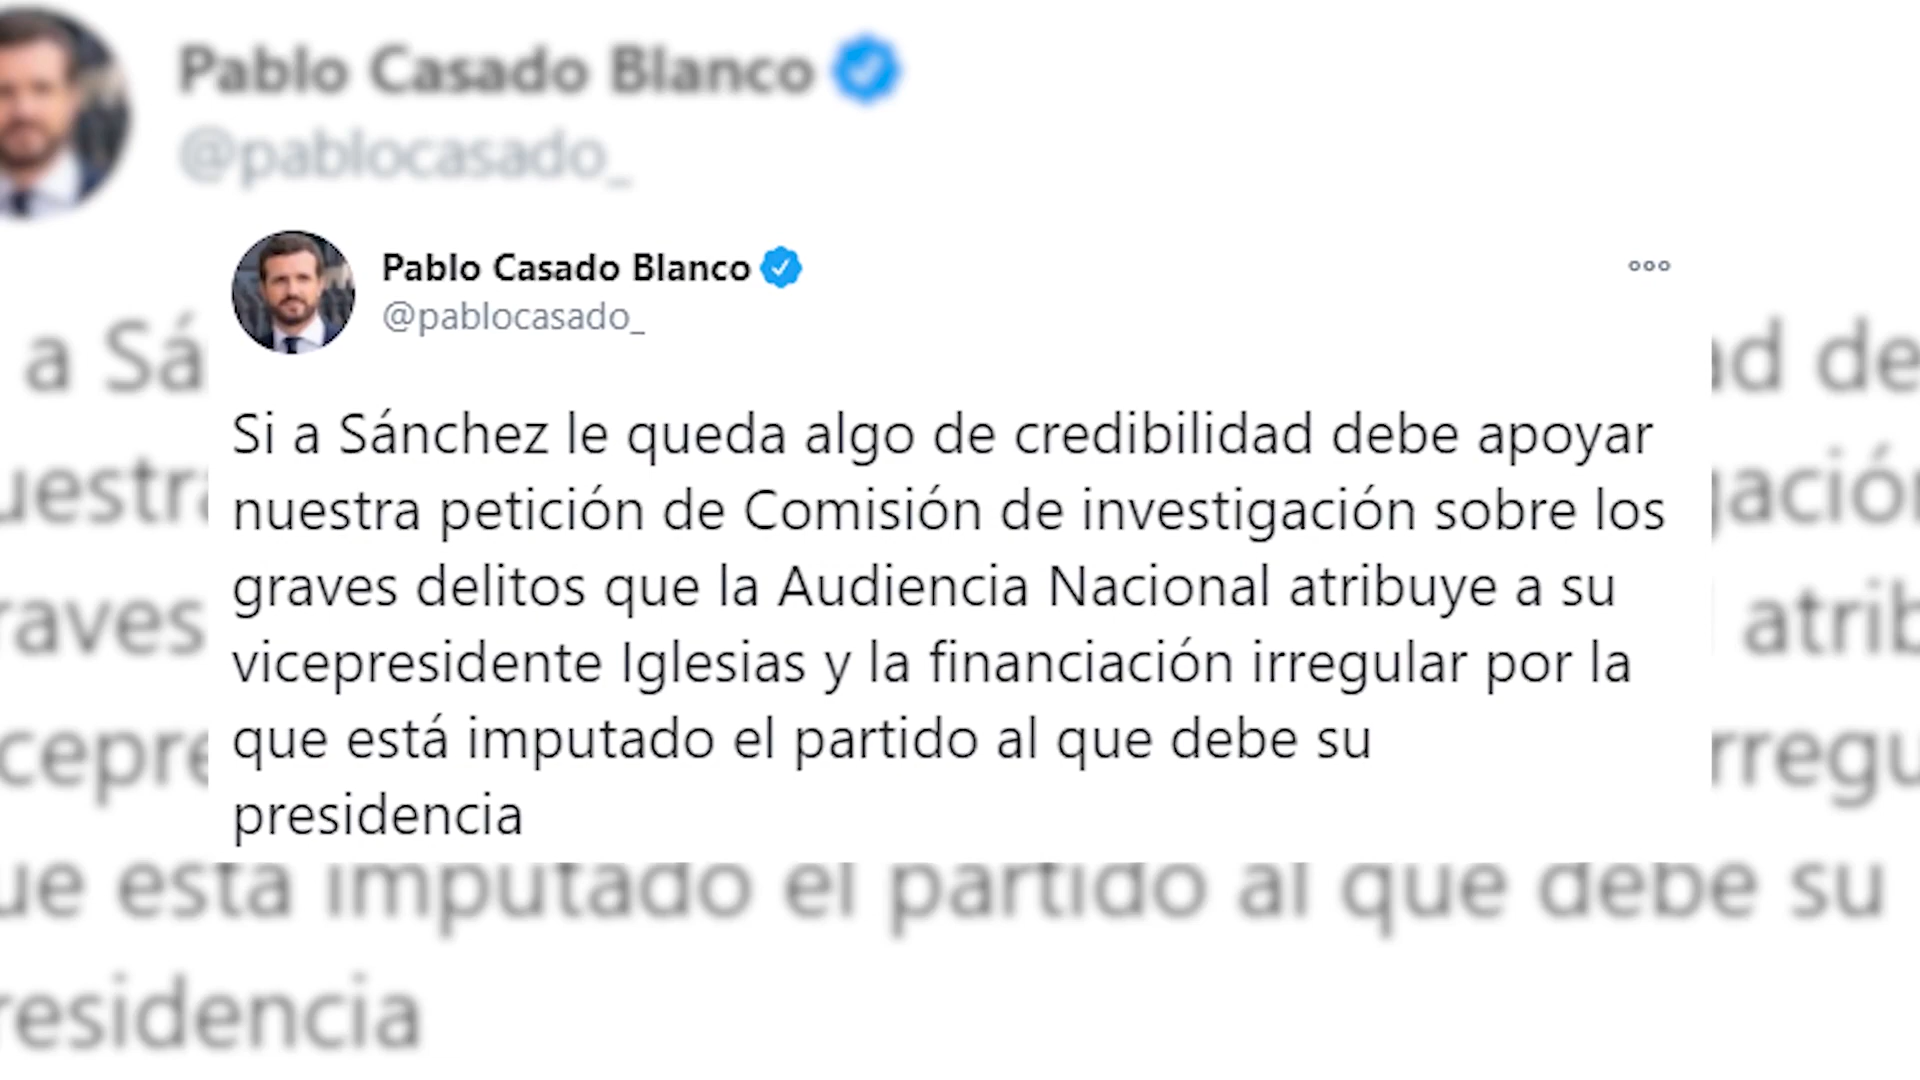 Pablo Casado Blanco
@pablocasado_
Pablo Casado Blanco
@pablocasado_
Si a Sánchez le queda algo de credibilidad debe apoyar
nuestra petición de Comisión de investigación sobre los
graves delitos que la Audiencia Nacional atribuye a su
vicepresidente Iglesias y la financiación irregular por la
que está imputado el partido al que debe su
presidencia